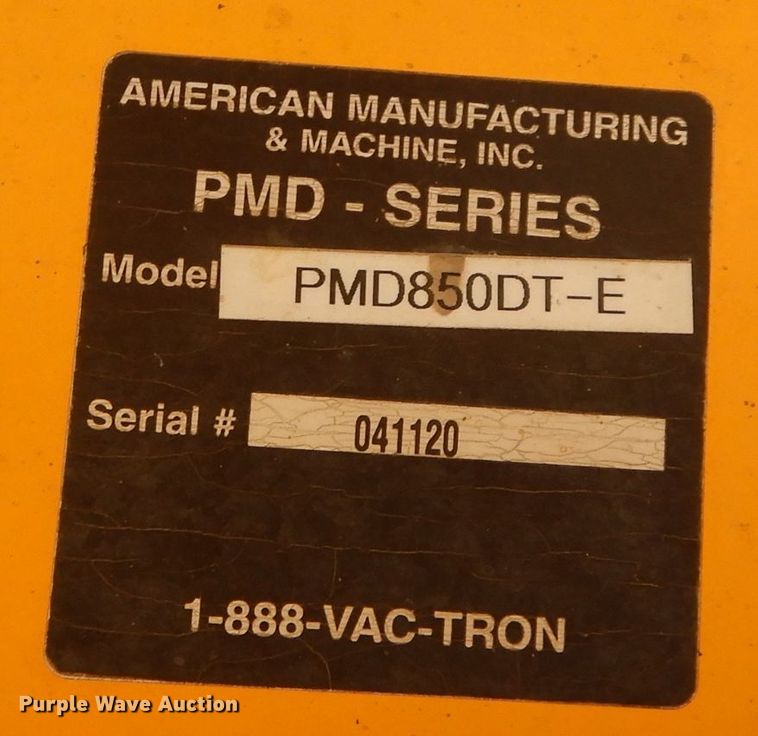 AMERICAN MANUFACTURING
& MACHINE, INC.
PMD - SERIES
Model PMD850DT-E
Serial # 041120
1-888-VAC-TRON
Purple Wave Auction